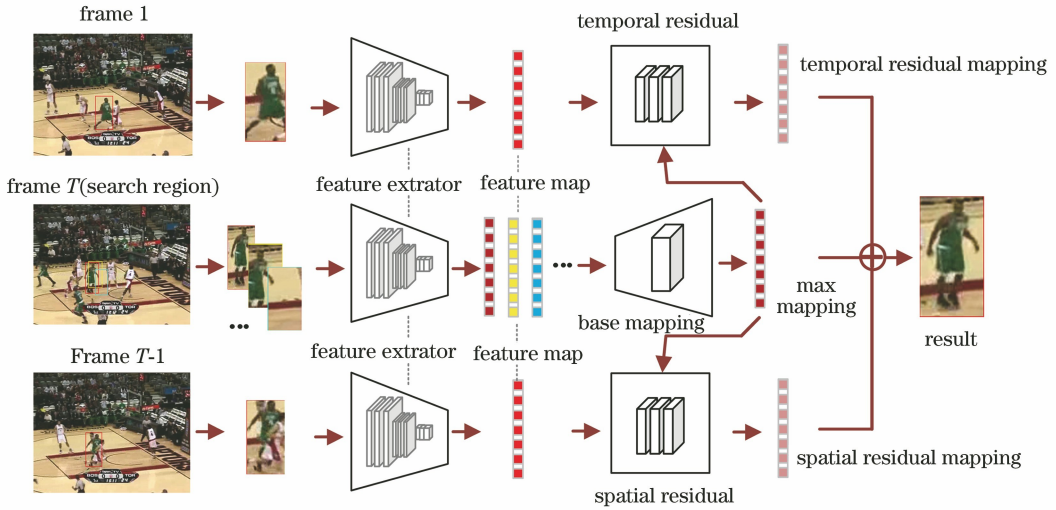 frame 1
temporal residual
temporal residual mapping
feature extrator
feature map
frame T(search region)
max
mapping
base mapping
result
feature extrator
feature map
Frame T-1
spatial residual mapping
spatial residual